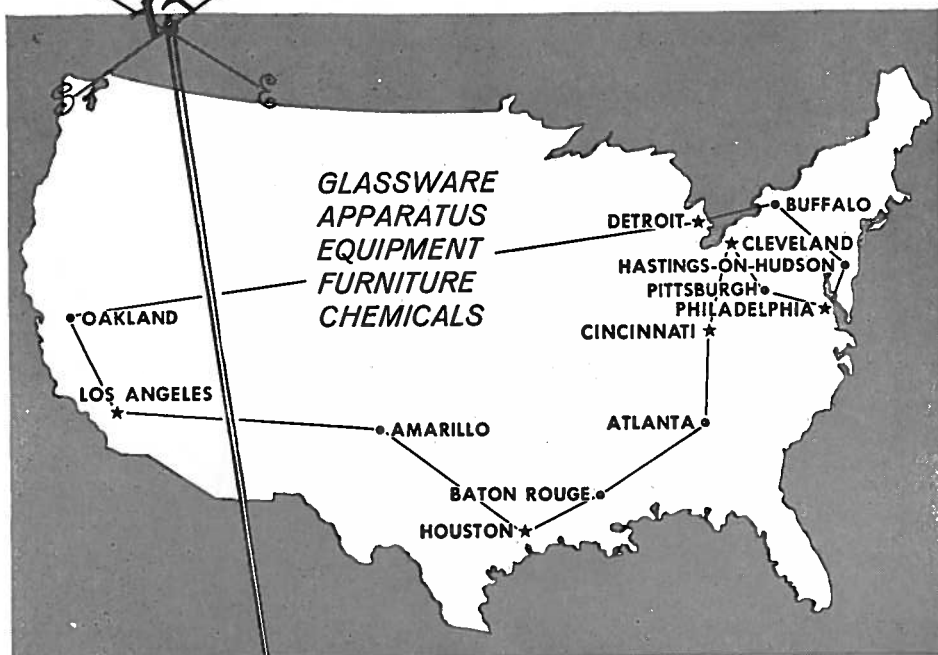 GLASSWARE
APPARATUS
EQUIPMENT
FURNITURE
CHEMICALS
BUFFALO
DETROIT
CLEVELAND
HASTINGS-ON-HUDSON
PITTSBURGH
PHILADELPHIA
OAKLAND
CINCINNATI
LOS ANGELES
AMARILLO
ATLANTA
BATON ROUGE
HOUSTON